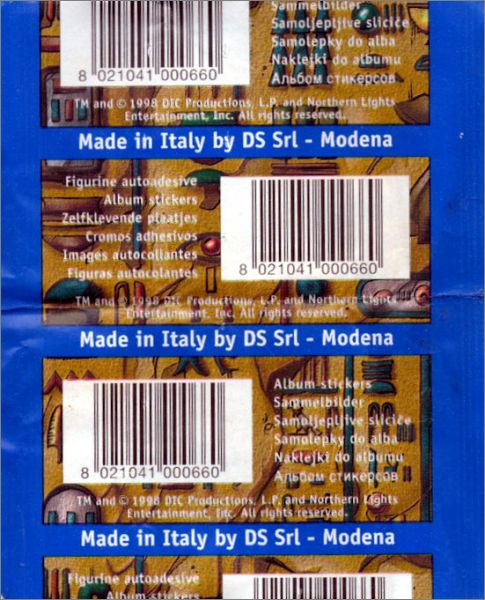 Sammelbilder
Samoljepljive sličiće
Samolepky do alba
Naklejki do albumu
Альбом стикерсов
8 021041 000660
TM and © 1998 DIC Productions, L.P. and Northern Lights
Entertainment, Inc. All rights reserved.
Made in Italy by DS Srl - Modena
Figurine autoadesive
Album stickers
Zelfklevende plaatjes
Cromos adhesivos
Images autocollantes
Figuras autocolantes
8 021041 000660
TM and © 1998 DIC Productions, L.P. and Northern Lights
Entertainment, Inc. All rights reserved.
Made in Italy by DS Srl - Modena
Album stickers
Sammelbilder
Samoljepljive sličiće
Samolepky do alba
Naklejki do albumu
Альбом стикерсов
8 021041 000660
TM and © 1998 DIC Productions, L.P. and Northern Lights
Entertainment, Inc. All rights reserved.
Made in Italy by DS Srl - Modena
Figurine autoadesive
Album stickers